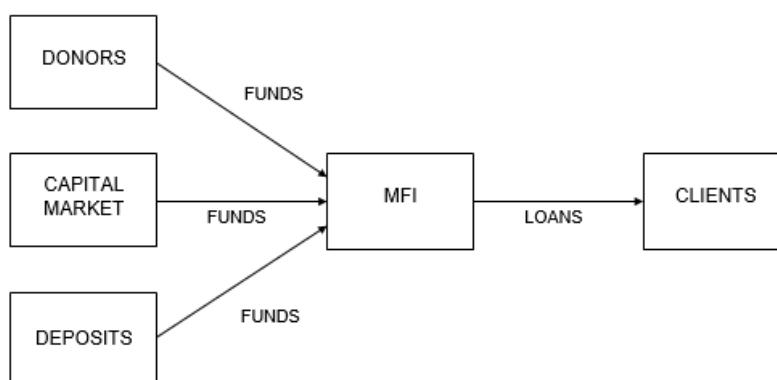 DONORS
FUNDS
CAPITAL
MARKET
FUNDS
MFI
LOANS
CLIENTS
FUNDS
DEPOSITS